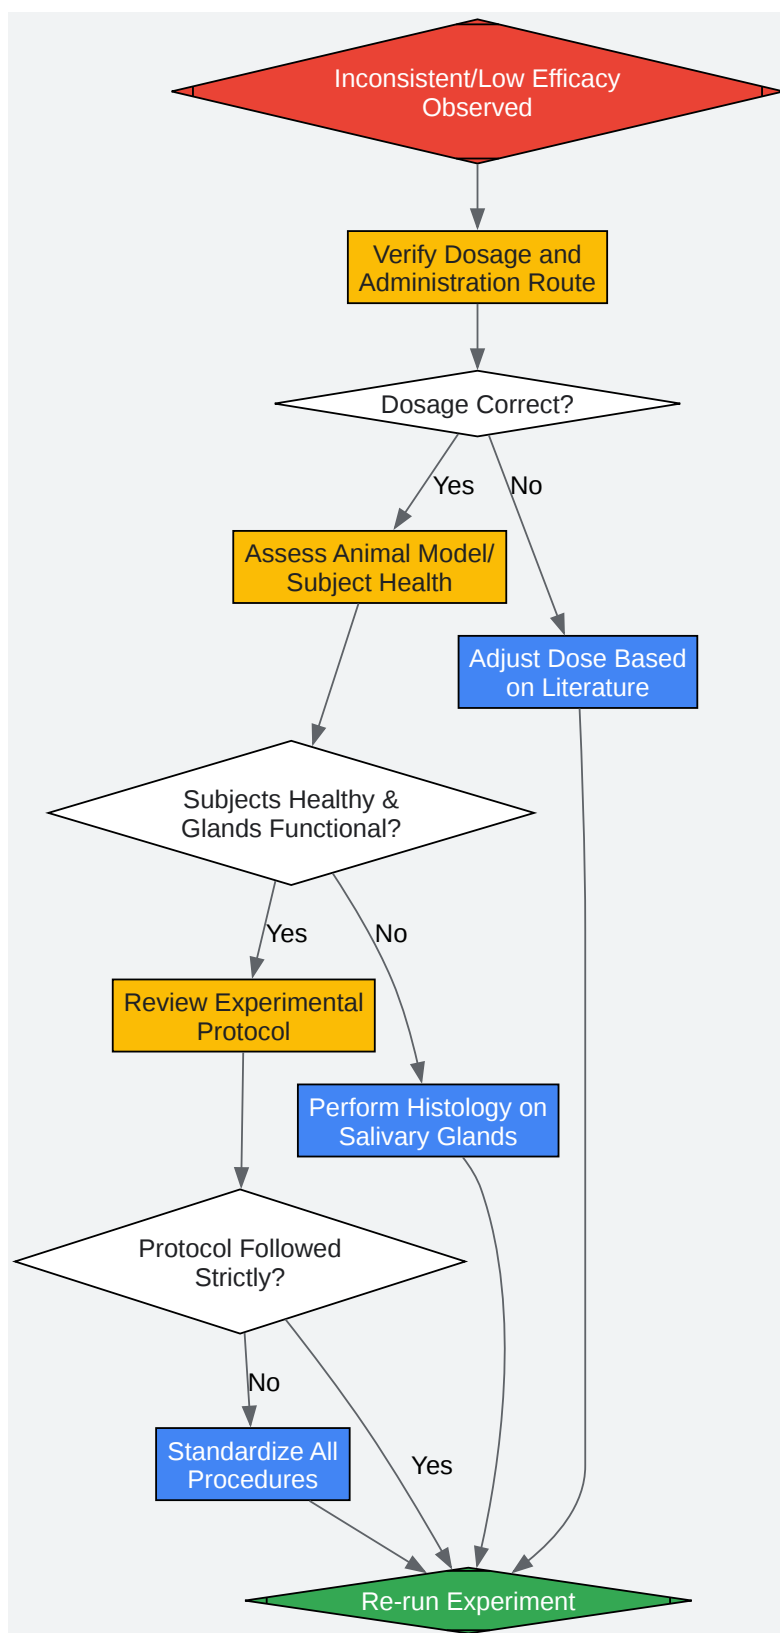 Inconsistent/Low Efficacy
Observed
Verify Dosage and
Administration Route
Dosage Correct?
Yes
No
Assess Animal Model/
Subject Health
Adjust Dose Based
on Literature
Subjects Healthy &
Glands Functional?
Yes
No
Review Experimental
Protocol
Perform Histology on
Salivary Glands
Protocol Followed
Strictly?
No
Yes
Standardize All
Procedures
Re-run Experiment